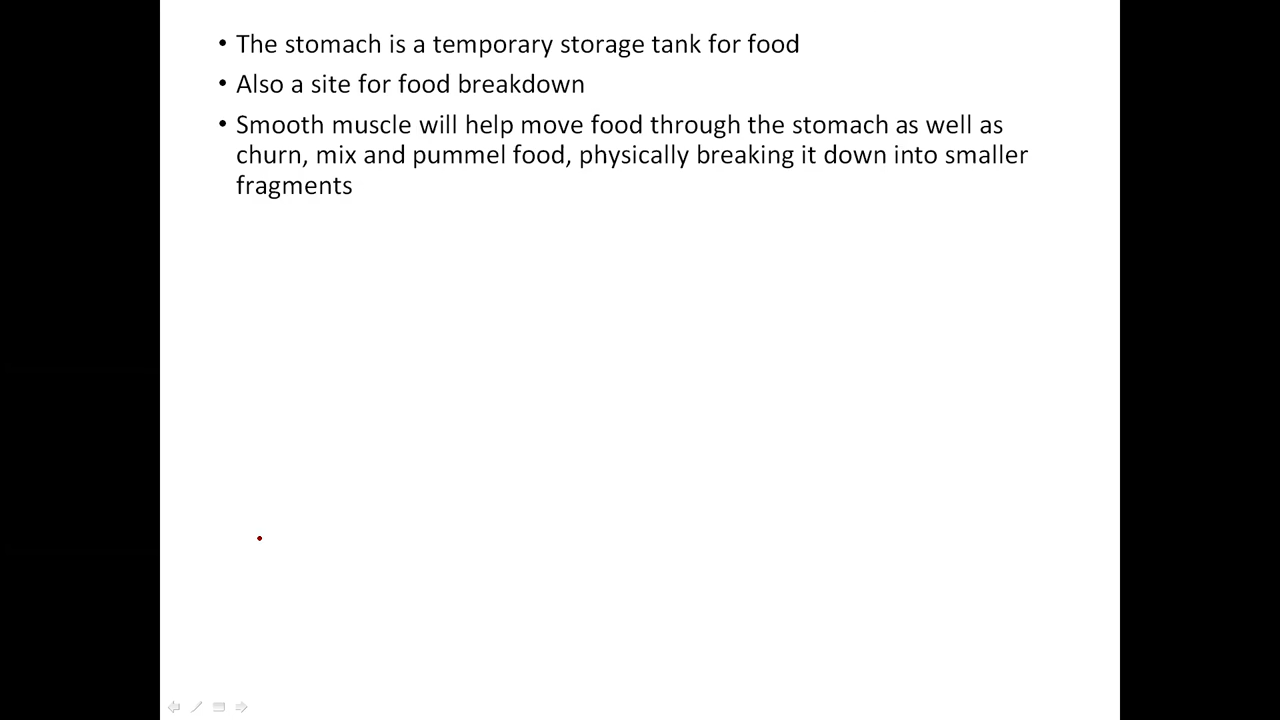 • The stomach is a temporary storage tank for food
• Also a site for food breakdown
• Smooth muscle will help move food through the stomach as well as
churn, mix and pummel food, physically breaking it down into smaller
fragments